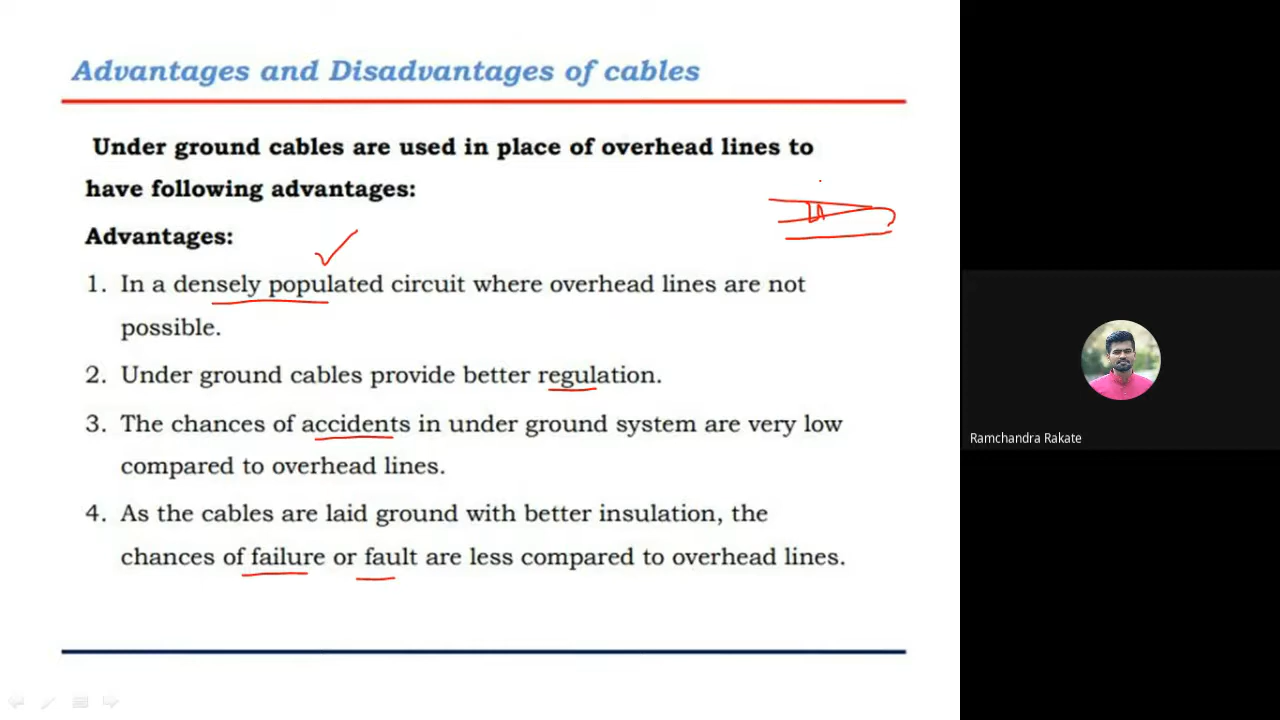 Advantages and Disadvantages of cables
Under ground cables are used in place of overhead lines to
have following advantages:
Advantages:
1. In a densely populated circuit where overhead lines are not
possible.
2. Under ground cables provide better regulation.
3. The chances of accidents in under ground system are very low
compared to overhead lines.
4. As the cables are laid ground with better insulation, the
chances of failure or fault are less compared to overhead lines.
Ramchandra Rakate